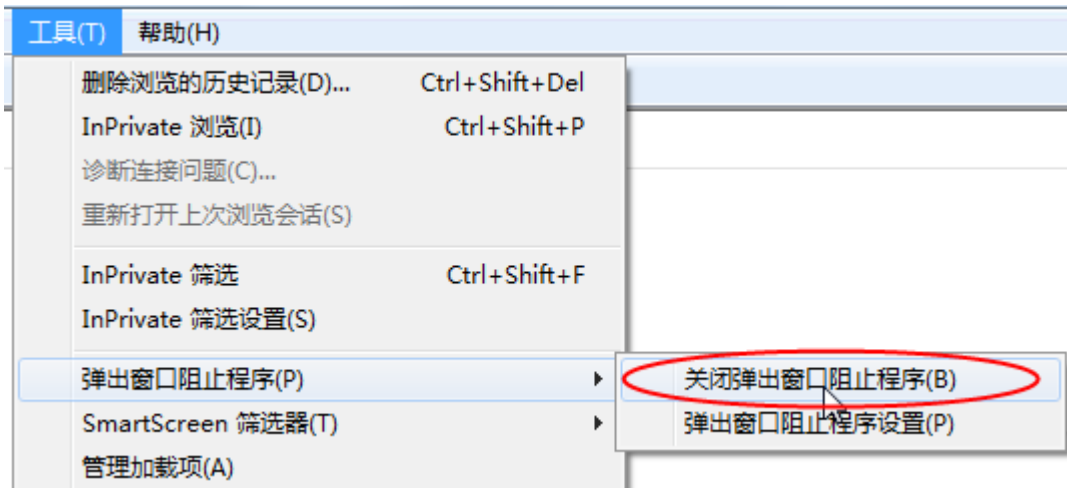 工具(T) 帮助(H)
删除浏览的历史记录(D)... Ctrl+Shift+Del
InPrivate 浏览(I) Ctrl+Shift+P
诊断连接问题(C)...
重新打开上次浏览会话(S)
InPrivate 筛选 Ctrl+Shift+F
InPrivate 筛选设置(S)
弹出窗口阻止程序(P) 关闭弹出窗口阻止程序(B)
SmartScreen 筛选器(T) 弹出窗口阻止程序设置(P)
管理加载项(A)